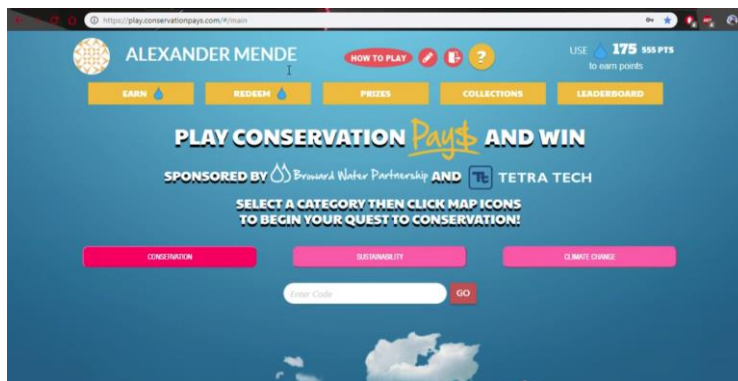 https://play.conservationpays.com/#/main
ALEXANDER MENDE
HOW TO PLAY
?
USE 175 555 PTS
to earn points
EARN
REDEEM
PRIZES
COLLECTIONS
LEADERBOARD
PLAY CONSERVATION Pay$ AND WIN
SPONSORED BY Broward Water Partnership AND Tt TETRA TECH
SELECT A CATEGORY THEN CLICK MAP ICONS
TO BEGIN YOUR QUEST TO CONSERVATION!
CONSERVATION
SUSTAINABILITY
CLIMATE CHANGE
Enter Code
GO